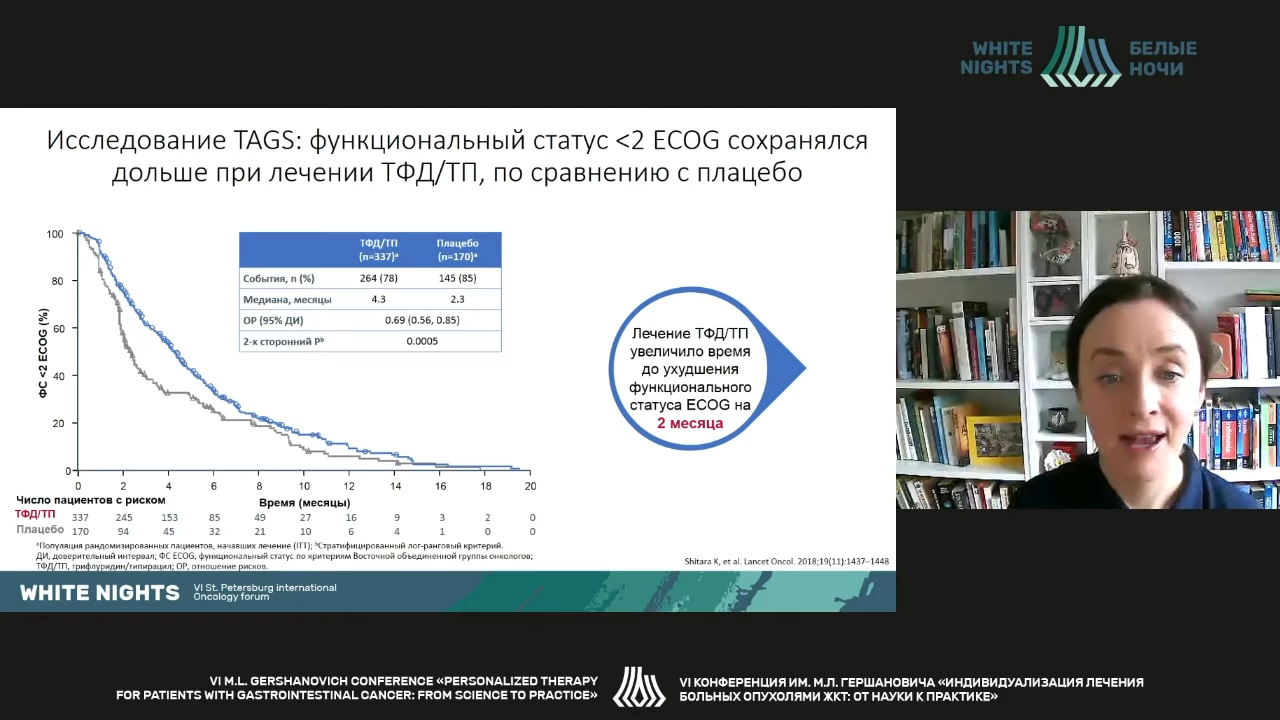 WHITE
NIGHTS
БЕЛЫЕ
НОЧИ
Исследование TAGS: функциональный статус <2 ECOG сохранялся
дольше при лечении ТФД/ТП, по сравнению с плацебо
ФС <2 ECOG (%)
100
80
60
40
20
0
0 2 4 6 8 10 12 14 16 18 20
Время (месяцы)
ТФД/ТП (n=337)ᵃ Плацебо (n=170)ᵃ
События, n (%) 264 (78) 145 (85)
Медиана, месяцы 4.3 2.3
ОР (95% ДИ) 0.69 (0.56, 0.85)
2-х сторонний Pᵇ 0.0005
Лечение ТФД/ТП
увеличило время
до ухудшения
функционального
статуса ECOG на
2 месяца
Число пациентов с риском
ТФД/ТП 337 245 153 85 49 27 16 9 3 2 0
Плацебо 170 94 45 32 21 10 6 4 1 0 0
ᵃПопуляция рандомизированных пациентов, начавших лечение (ITT); ᵇСтратифицированный лог-ранговый критерий.
ДИ, доверительный интервал; ФС ECOG, функциональный статус по критериям Восточной объединенной группы онкологов;
ТФД/ТП, трифлуридин/типирацил; ОР, отношение рисков.
Shitara K, et al. Lancet Oncol. 2018;19(11):1437–1448
WHITE NIGHTS
VI St. Petersburg international
Oncology forum
VI M.L. GERSHANOVICH CONFERENCE «PERSONALIZED THERAPY
FOR PATIENTS WITH GASTROINTESTINAL CANCER: FROM SCIENCE TO PRACTICE»
VI КОНФЕРЕНЦИЯ ИМ. М.Л. ГЕРШАНОВИЧА «ИНДИВИДУАЛИЗАЦИЯ ЛЕЧЕНИЯ
БОЛЬНЫХ ОПУХОЛЯМИ ЖКТ: ОТ НАУКИ К ПРАКТИКЕ»